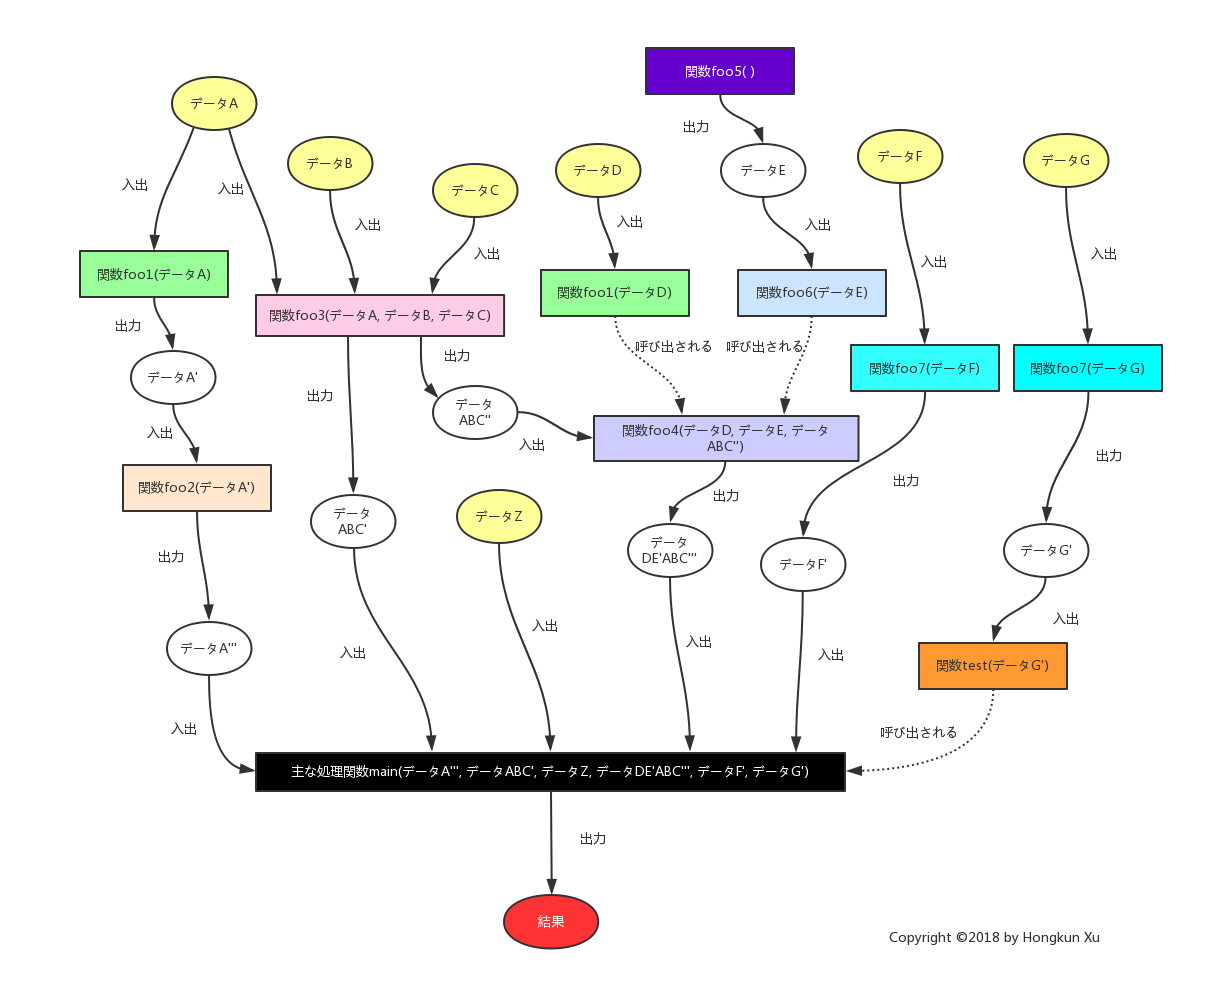 関数foo5( )
データA
出力
データB
データF
データG
データD
データE
入出
入出
データC
入出
入出
入出
入出
入出
入出
関数foo1(データA)
関数foo1(データD)
関数foo6(データE)
関数foo3(データA, データB, データC)
出力
呼び出される
呼び出される
出力
関数foo7(データF)
関数foo7(データG)
データA'
出力
データ
ABC''
入出
関数foo4(データD, データE, データ
ABC'')
入出
出力
関数foo2(データA')
出力
出力
データ
ABC'
データZ
データ
DE'ABC'''
データG'
出力
データF'
入出
入出
データA'''
入出
入出
入出
関数test(データG')
入出
呼び出される
主な処理関数main(データA''', データABC', データZ, データDE'ABC''', データF', データG')
出力
結果
Copyright ©2018 by Hongkun Xu